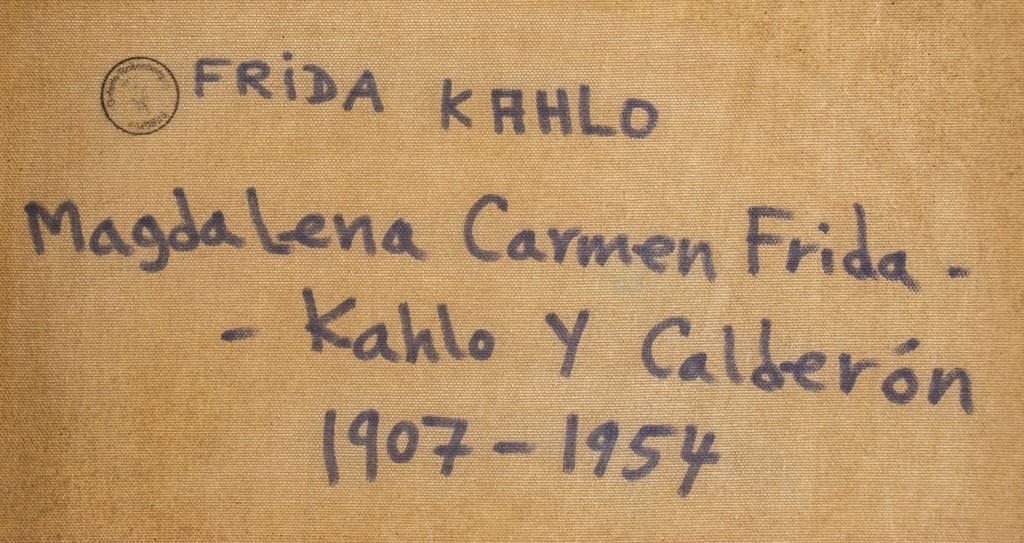 FRiDA KAHLO
Magdalena Carmen Frida -
- Kahlo Y Calderón
1907 - 1954